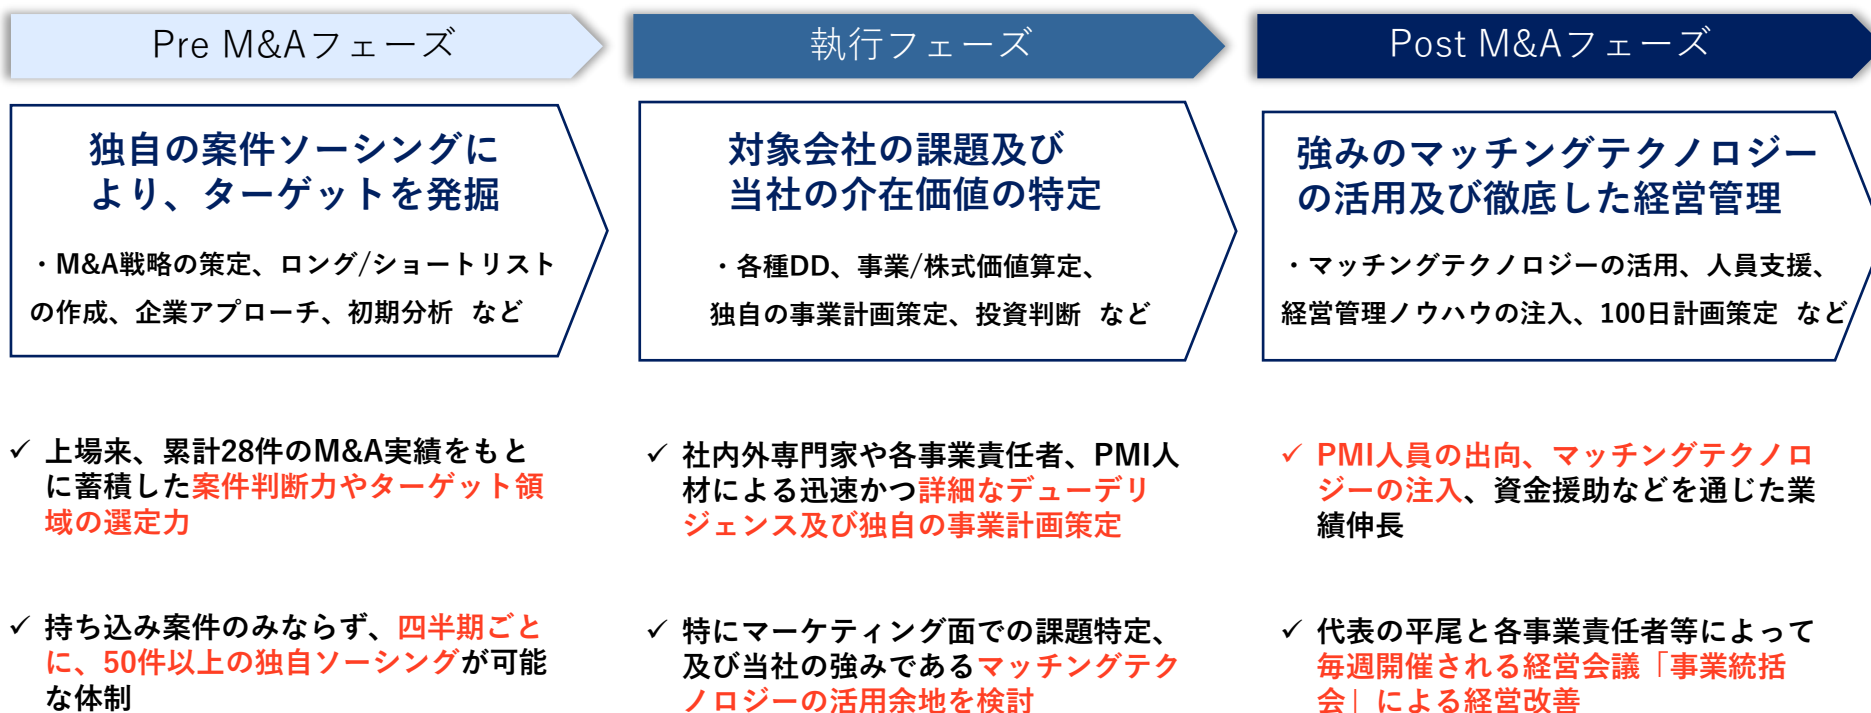 Pre M&Aフェーズ
執行フェーズ
Post M&Aフェーズ
独自の案件ソーシングに
より、ターゲットを発掘
・M&A戦略の策定、ロング/ショートリスト
の作成、企業アプローチ、初期分析 など
対象会社の課題及び
当社の介在価値の特定
・各種DD、事業/株式価値算定、
独自の事業計画策定、投資判断 など
強みのマッチングテクノロジー
の活用及び徹底した経営管理
・マッチングテクノロジーの活用、人員支援、
経営管理ノウハウの注入、100日計画策定 など
✓ 上場来、累計28件のM&A実績をもと
に蓄積した案件判断力やターゲット領
域の選定力
✓ 持ち込み案件のみならず、四半期ごと
に、50件以上の独自ソーシングが可能
な体制
✓ 社内外専門家や各事業責任者、PMI人
材による迅速かつ詳細なデューデリ
ジェンス及び独自の事業計画策定
✓ 特にマーケティング面での課題特定、
及び当社の強みであるマッチングテク
ノロジーの活用余地を検討
✓ PMI人員の出向、マッチングテクノロ
ジーの注入、資金援助などを通じた業
績伸長
✓ 代表の平尾と各事業責任者等によって
毎週開催される経営会議「事業統括
会」による経営改善